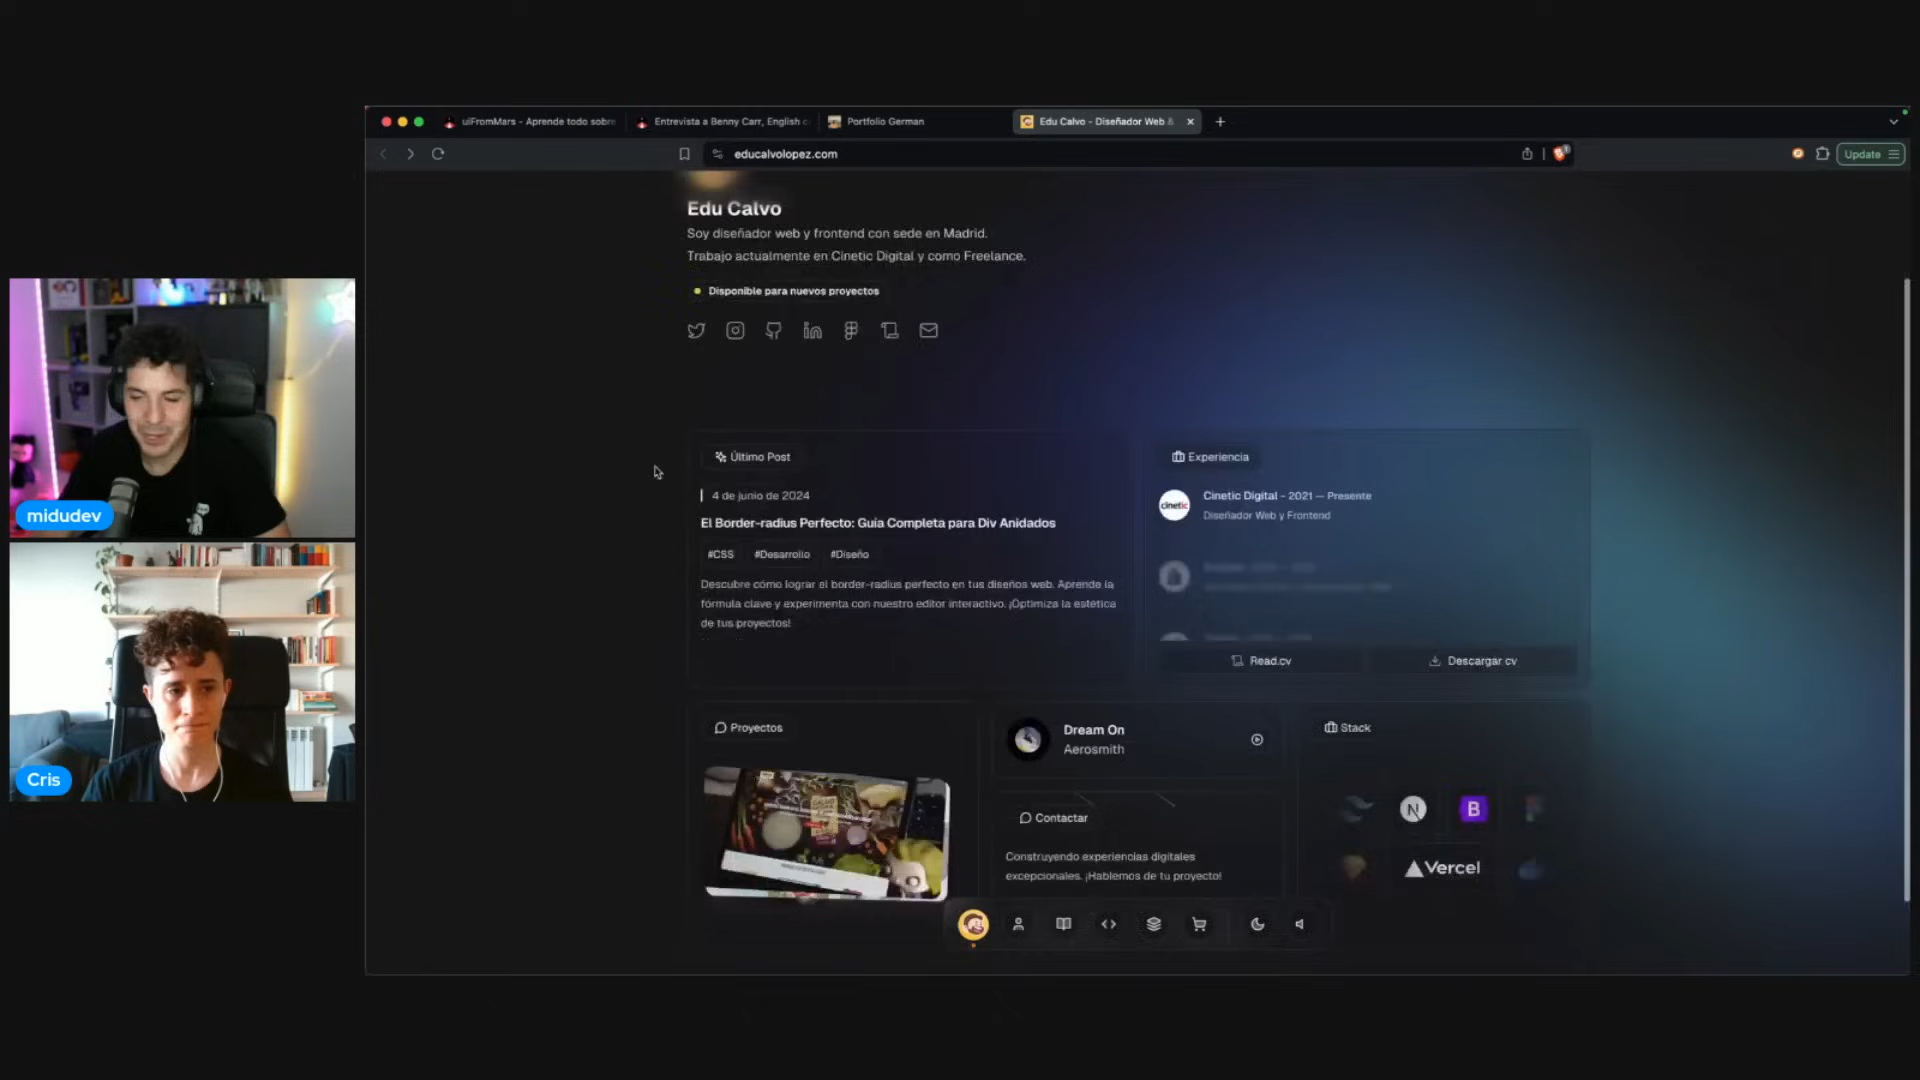 uiFromMars - Aprende todo sobre
Entrevista a Benny Carr, English c
Portfolio German
Edu Calvo - Diseñador Web &
educalvolopez.com
Update
Edu Calvo
Soy diseñador web y frontend con sede en Madrid.
Trabajo actualmente en Cinetic Digital y como Freelance.
Disponible para nuevos proyectos
Último Post
4 de junio de 2024
El Border-radius Perfecto: Guía Completa para Div Anidados
#CSS #Desarrollo #Diseño
Descubre cómo lograr el border-radius perfecto en tus diseños web. Aprende la
fórmula clave y experimenta con nuestro editor interactivo. ¡Optimiza la estética
de tus proyectos!
Experiencia
cinetic
Cinetic Digital - 2021 — Presente
Diseñador Web y Frontend
Read.cv
Descargar cv
Proyectos
Dream On
Aerosmith
Contactar
Construyendo experiencias digitales
excepcionales. ¡Hablemos de tu proyecto!
Stack
N
B
Vercel
midudev
Cris